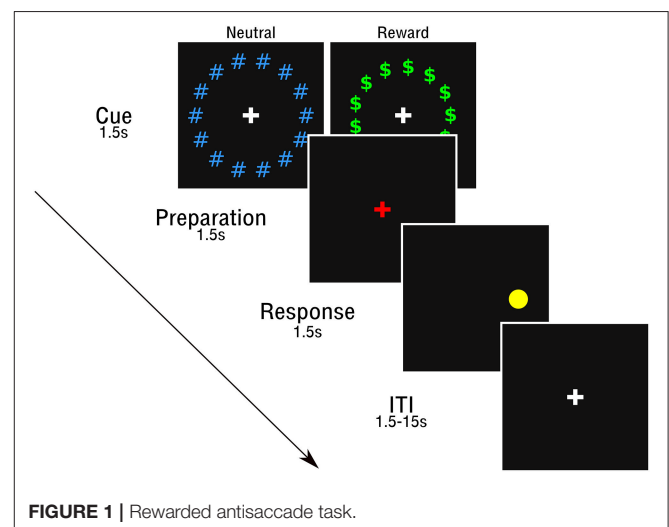 Neutral
Reward
Cue
1.5s
Preparation
1.5s
Response
1.5s
ITI
1.5-15s
FIGURE 1 | Rewarded antisaccade task.